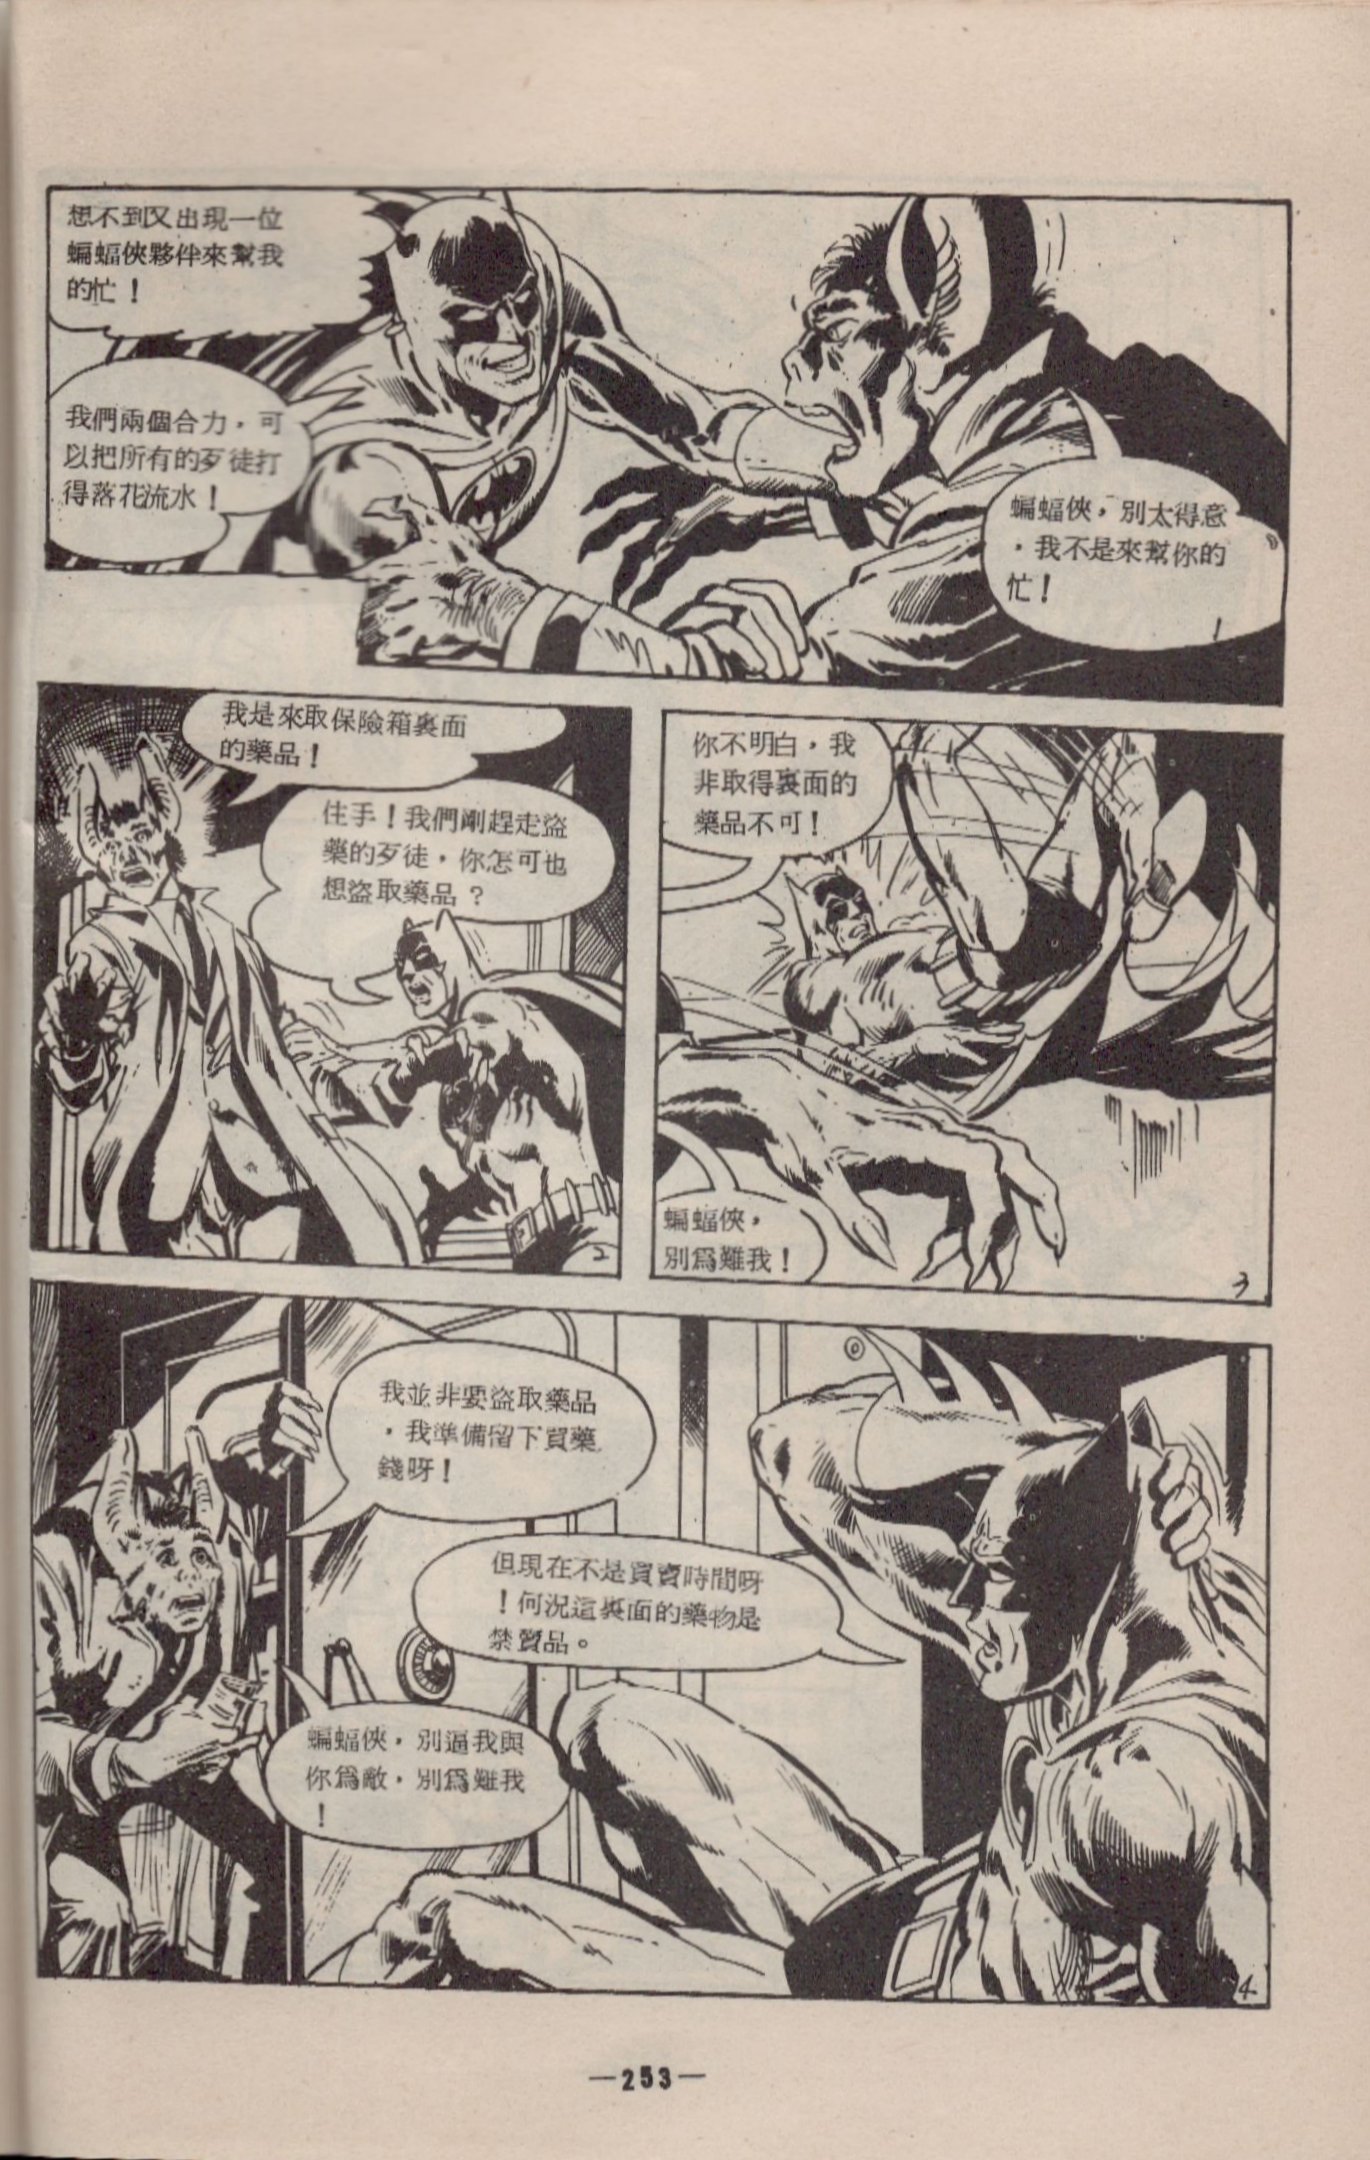 想不到又出現一位
蝙蝠俠夥伴來幫我
的忙！
我們兩個合力，可
以把所有的歹徒打
得落花流水！
蝙蝠俠，別太得意
，我不是來幫你的
忙！
1
我是來取保險箱裏面
的藥品！
住手！我們剛趕走盜
藥的歹徒，你怎可也
想盜取藥品？
2
你不明白，我
非取得裏面的
藥品不可！
蝙蝠俠，
別爲難我！
3
我並非要盜取藥品
，我準備留下買藥
錢呀！
但現在不是買賣時間呀
！何況這裏面的藥物是
禁賣品。
蝙蝠俠，別逼我與
你爲敵，別爲難我
！
4
—253—